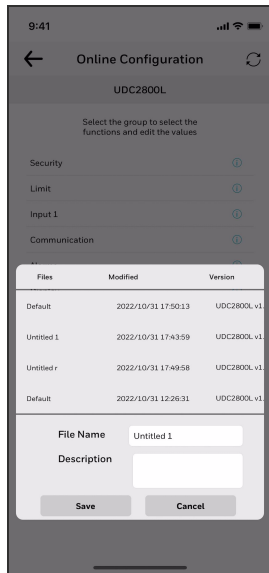 9:41
Online Configuration
UDC2800L
Select the group to select the
functions and edit the values
Security
Limit
Input 1
Communication
Files Modified Version
Default 2022/10/31 17:50:13 UDC2800L v1.
Untitled 1 2022/10/31 17:43:59 UDC2800L v1.
Untitled r 2022/10/31 17:49:58 UDC2800L v1.
Default 2022/10/31 12:26:31 UDC2800L v1.
File Name Untitled 1
Description
Save Cancel